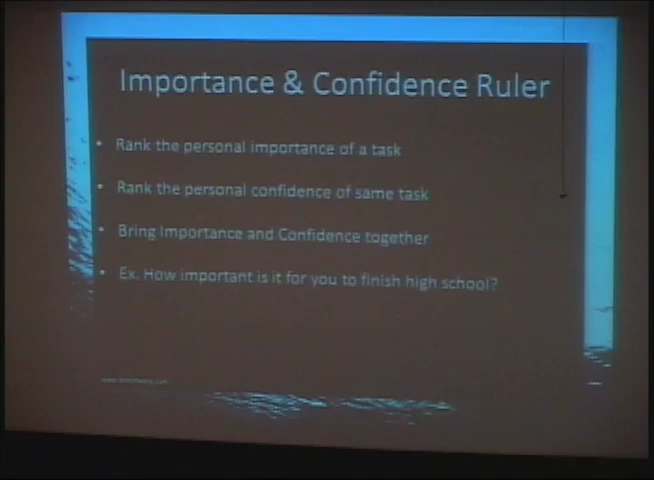 Importance & Confidence Ruler
• Rank the personal importance of a task
• Rank the personal confidence of same task
• Bring Importance and Confidence together
• Ex. How important is it for you to finish high school?